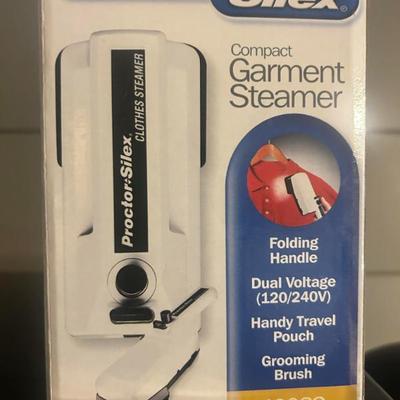 Silex®
Compact
Garment
Steamer
Proctor-Silex®
CLOTHES STEAMER
Folding
Handle
Dual Voltage
(120/240V)
Handy Travel
Pouch
Grooming
Brush